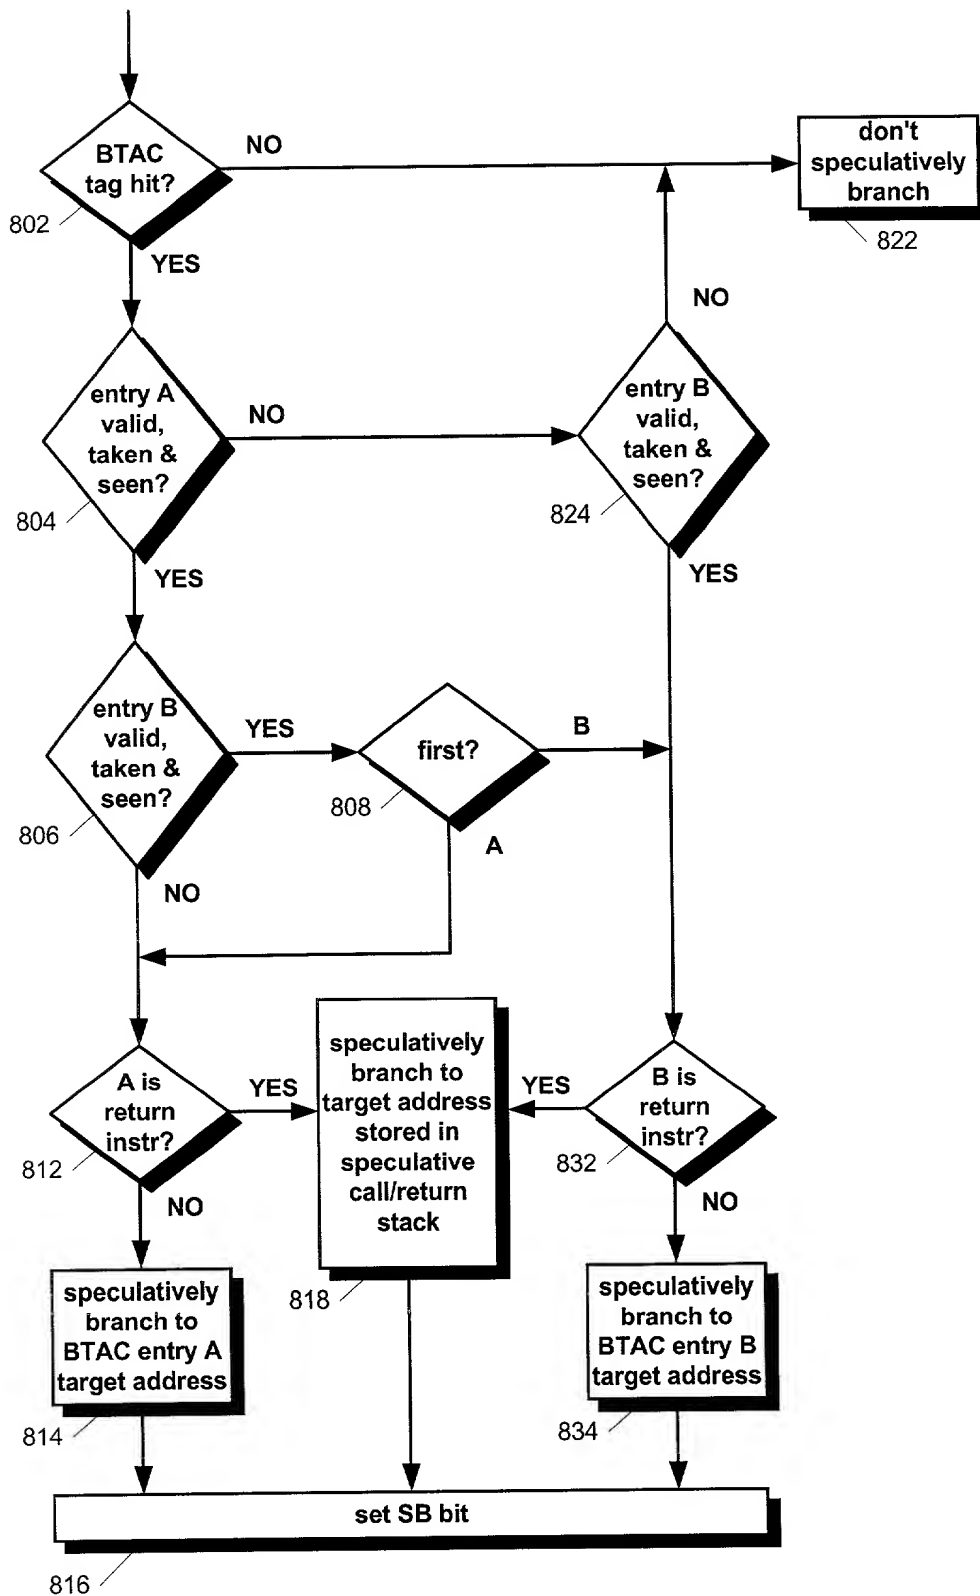 BTAC
tag hit?
NO
802
YES
don't
speculatively
branch
822
entry A
valid,
taken &
seen?
NO
804
YES
entry B
valid,
taken &
seen?
NO
824
YES
entry B
valid,
taken &
seen?
YES
806
NO
first?
B
808
A
A is
return
instr?
YES
812
NO
speculatively
branch to
target address
stored in
speculative
call/return
stack
818
B is
return
instr?
YES
832
NO
speculatively
branch to
BTAC entry A
target address
814
speculatively
branch to
BTAC entry B
target address
834
set SB bit
816